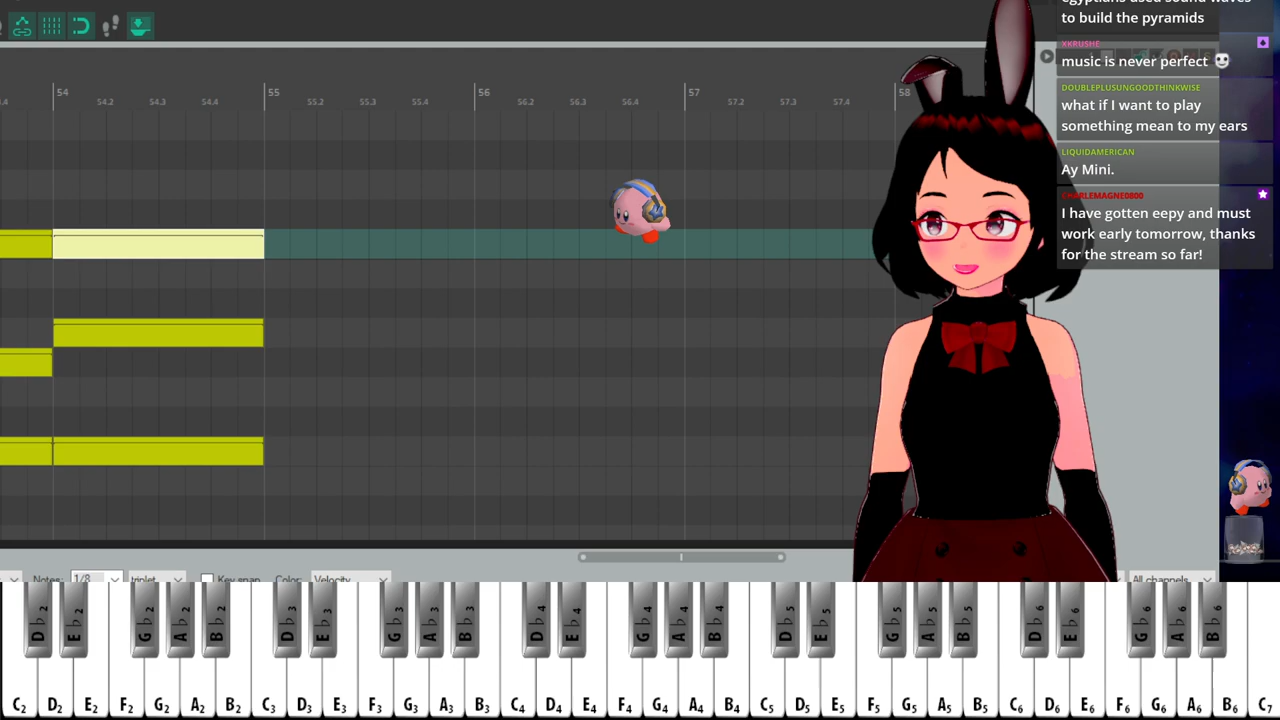 egyptians used sound waves
to build the pyramids
XKRUSHE
music is never perfect
DOUBLEPLUSUNGOODTHINKWISE
what if I want to play
something mean to my ears
LIQUIDAMERICAN
Ay Mini.
I have gotten eepy and must
work early tomorrow, thanks
for the stream so far!
54 55 56 57 58
54.2 54.3 54.4 55.2 55.3 55.4 56.2 56.3 56.4 57.2 57.3 57.4
Notes: 1/8 triplet Key snap Color: Velocity All channels
D♭2 E♭2 G♭2 A♭2 B♭2 D♭3 E♭3 G♭3 A♭3 B♭3 D♭4 E♭4 G♭4 A♭4 B♭4 D♭5 E♭5 G♭5 A♭5 B♭5 D♭6 E♭6 G♭6 A♭6 B♭6
C2 D2 E2 F2 G2 A2 B2 C3 D3 E3 F3 G3 A3 B3 C4 D4 E4 F4 G4 A4 B4 C5 D5 E5 F5 G5 A5 B5 C6 D6 E6 F6 G6 A6 B6 C7